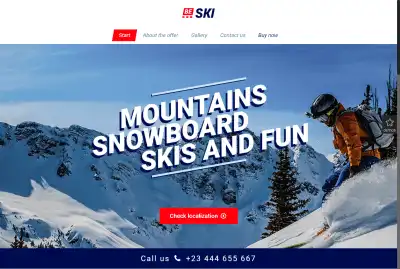 BE SKI
Start About the offer Gallery Contact us Buy now
MOUNTAINS
SNOWBOARD
SKIS AND FUN
Check localization
Call us +23 444 655 667